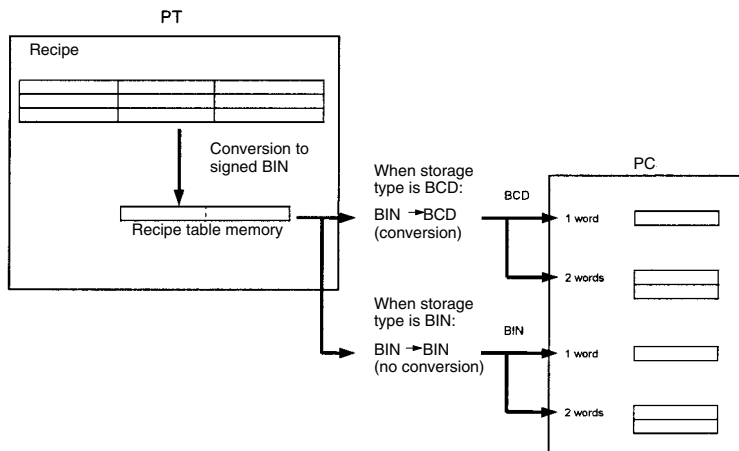 PT
Recipe
Conversion to
signed BIN
Recipe table memory
When storage
type is BCD:
BIN → BCD
(conversion)
BCD
PC
1 word
2 words
When storage
type is BIN:
BIN → BIN
(no conversion)
BIN
1 word
2 words